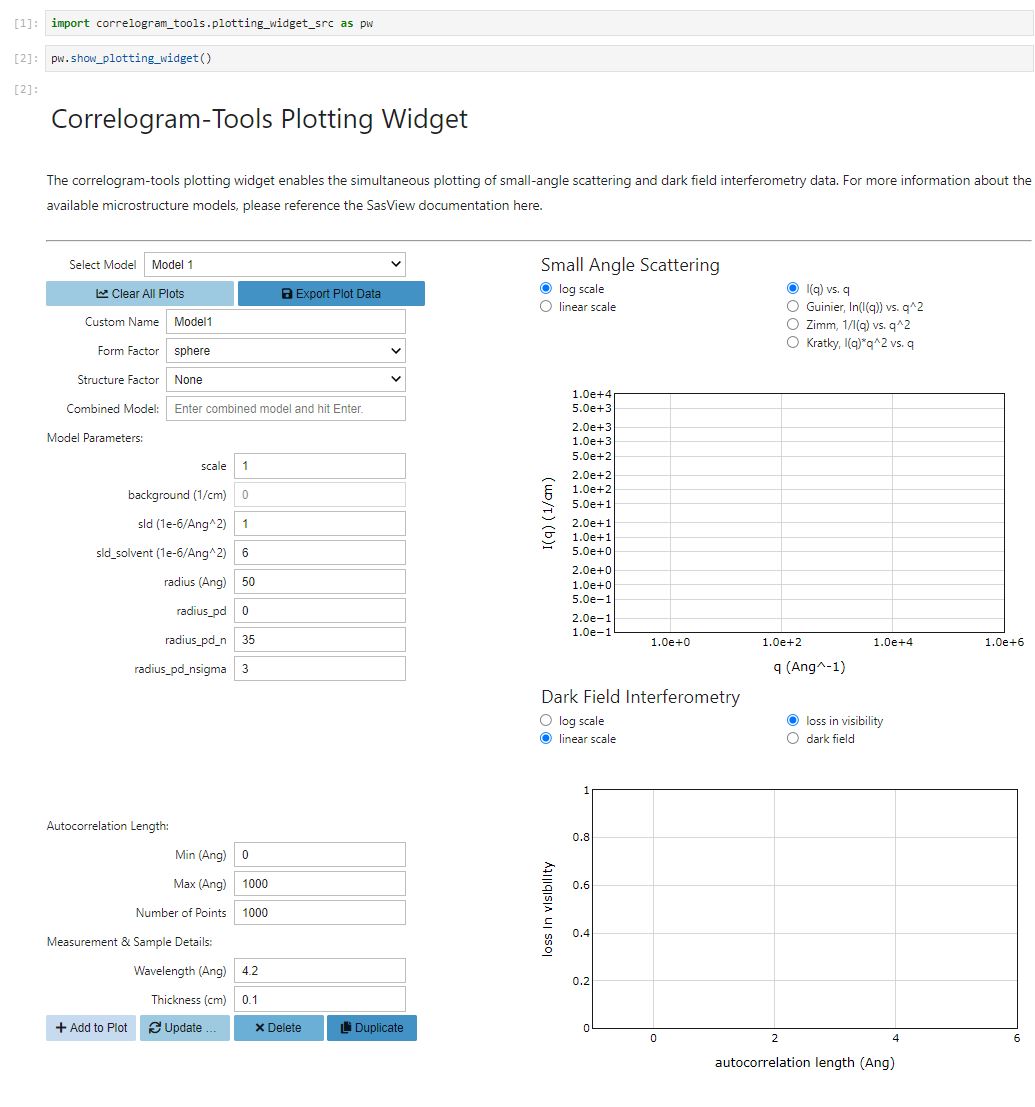 [1]: import correlogram_tools.plotting_widget_src as pw
[2]: pw.show_plotting_widget()
[2]:
Correlogram-Tools Plotting Widget
The correlogram-tools plotting widget enables the simultaneous plotting of small-angle scattering and dark field interferometry data. For more information about the
available microstructure models, please reference the SasView documentation here.
Select Model Model 1
Clear All Plots Export Plot Data
Custom Name Model1
Form Factor sphere
Structure Factor None
Combined Model: Enter combined model and hit Enter.
Model Parameters:
scale 1
background (1/cm) 0
sld (1e-6/Ang^2) 1
sld_solvent (1e-6/Ang^2) 6
radius (Ang) 50
radius_pd 0
radius_pd_n 35
radius_pd_nsigma 3
Autocorrelation Length:
Min (Ang) 0
Max (Ang) 1000
Number of Points 1000
Measurement & Sample Details:
Wavelength (Ang) 4.2
Thickness (cm) 0.1
+ Add to Plot Update ... Delete Duplicate
Small Angle Scattering
log scale
linear scale
I(q) vs. q
Guinier, ln(I(q)) vs. q^2
Zimm, 1/I(q) vs. q^2
Kratky, I(q)*q^2 vs. q
1.0e+4
5.0e+3
2.0e+3
1.0e+3
5.0e+2
2.0e+2
1.0e+2
5.0e+1
2.0e+1
1.0e+1
5.0e+0
2.0e+0
1.0e+0
5.0e−1
2.0e−1
1.0e−1
I(q) (1/cm)
1.0e+0 1.0e+2 1.0e+4 1.0e+6
q (Ang^-1)
Dark Field Interferometry
log scale
linear scale
loss in visibility
dark field
1
0.8
0.6
0.4
0.2
0
loss in visibility
0 2 4 6
autocorrelation length (Ang)